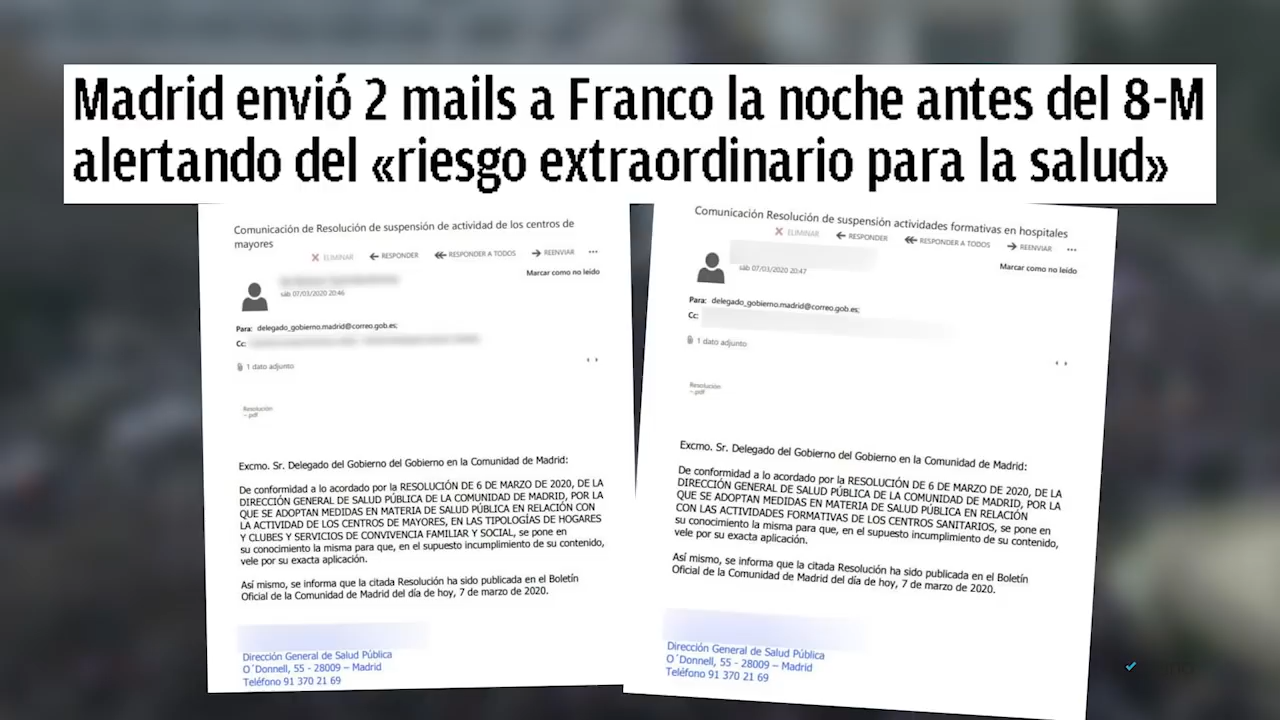 Madrid envió 2 mails a Franco la noche antes del 8-M
alertando del «riesgo extraordinario para la salud»
Comunicación de Resolución de suspensión de actividad de los centros de
mayores
ELIMINAR RESPONDER RESPONDER A TODOS REENVIAR ...
Marcar como no leído
sáb 07/03/2020 20:46
Para: delegado_gobierno.madrid@correo.gob.es;
Cc:
1 dato adjunto
Resolución
-.pdf
Excmo. Sr. Delegado del Gobierno del Gobierno en la Comunidad de Madrid:
De conformidad a lo acordado por la RESOLUCIÓN DE 6 DE MARZO DE 2020, DE LA
DIRECCIÓN GENERAL DE SALUD PÚBLICA DE LA COMUNIDAD DE MADRID, POR LA
QUE SE ADOPTAN MEDIDAS EN MATERIA DE SALUD PÚBLICA EN RELACIÓN CON
LA ACTIVIDAD DE LOS CENTROS DE MAYORES, EN LAS TIPOLOGÍAS DE HOGARES
Y CLUBES Y SERVICIOS DE CONVIVENCIA FAMILIAR Y SOCIAL, se pone en
su conocimiento la misma para que, en el supuesto incumplimiento de su contenido,
vele por su exacta aplicación.
Así mismo, se informa que la citada Resolución ha sido publicada en el Boletín
Oficial de la Comunidad de Madrid del día de hoy, 7 de marzo de 2020.
Dirección General de Salud Pública
O´Donnell, 55 - 28009 – Madrid
Teléfono 91 370 21 69
Comunicación Resolución de suspensión actividades formativas en hospitales
ELIMINAR RESPONDER RESPONDER A TODOS REENVIAR ...
Marcar como no leído
sáb 07/03/2020 20:47
Para: delegado_gobierno.madrid@correo.gob.es;
Cc:
1 dato adjunto
Resolución
-.pdf
Excmo. Sr. Delegado del Gobierno del Gobierno en la Comunidad de Madrid:
De conformidad a lo acordado por la RESOLUCIÓN DE 6 DE MARZO DE 2020, DE LA
DIRECCIÓN GENERAL DE SALUD PÚBLICA DE LA COMUNIDAD DE MADRID, POR LA
QUE SE ADOPTAN MEDIDAS EN MATERIA DE SALUD PÚBLICA EN RELACIÓN
CON LAS ACTIVIDADES FORMATIVAS DE LOS CENTROS SANITARIOS, se pone en
su conocimiento la misma para que, en el supuesto incumplimiento de su contenido,
vele por su exacta aplicación.
Así mismo, se informa que la citada Resolución ha sido publicada en el Boletín
Oficial de la Comunidad de Madrid del día de hoy, 7 de marzo de 2020.
Dirección General de Salud Pública
O´Donnell, 55 - 28009 – Madrid
Teléfono 91 370 21 69